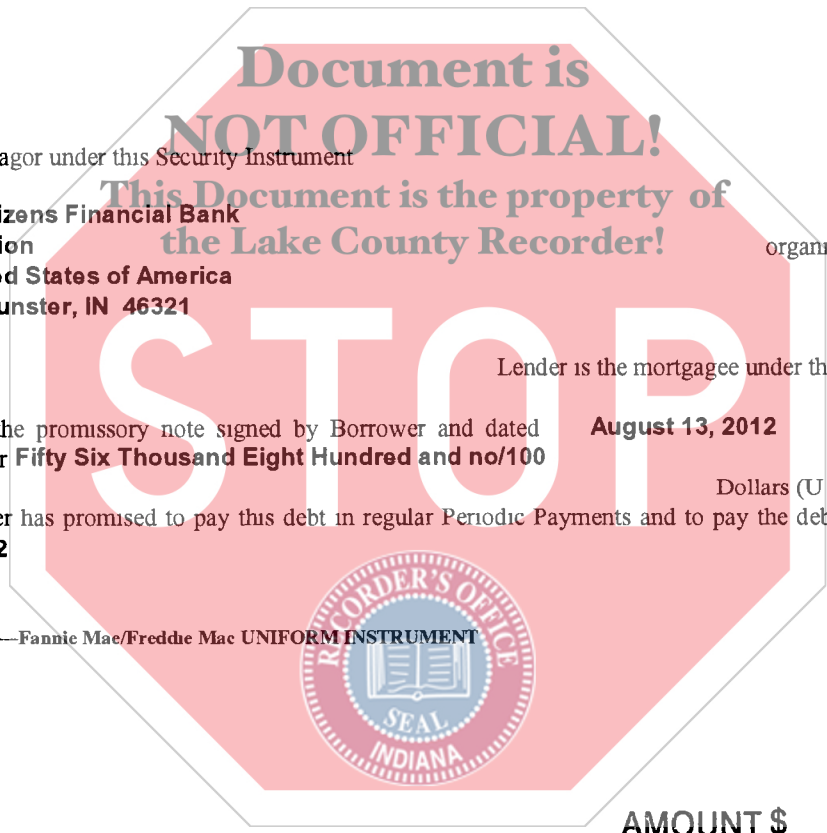 Document is
NOT OFFICIAL!
agor under this Security Instrument
This Document is the property of
izens Financial Bank
ion the Lake County Recorder! organi
d States of America
unster, IN 46321
STOP
Lender is the mortgagee under th
he promissory note signed by Borrower and dated August 13, 2012
r Fifty Six Thousand Eight Hundred and no/100
Dollars (U
er has promised to pay this debt in regular Periodic Payments and to pay the deb
2
—Fannie Mae/Freddie Mac UNIFORM INSTRUMENT
RECORDER'S OFFICE
SEAL
INDIANA
AMOUNT $